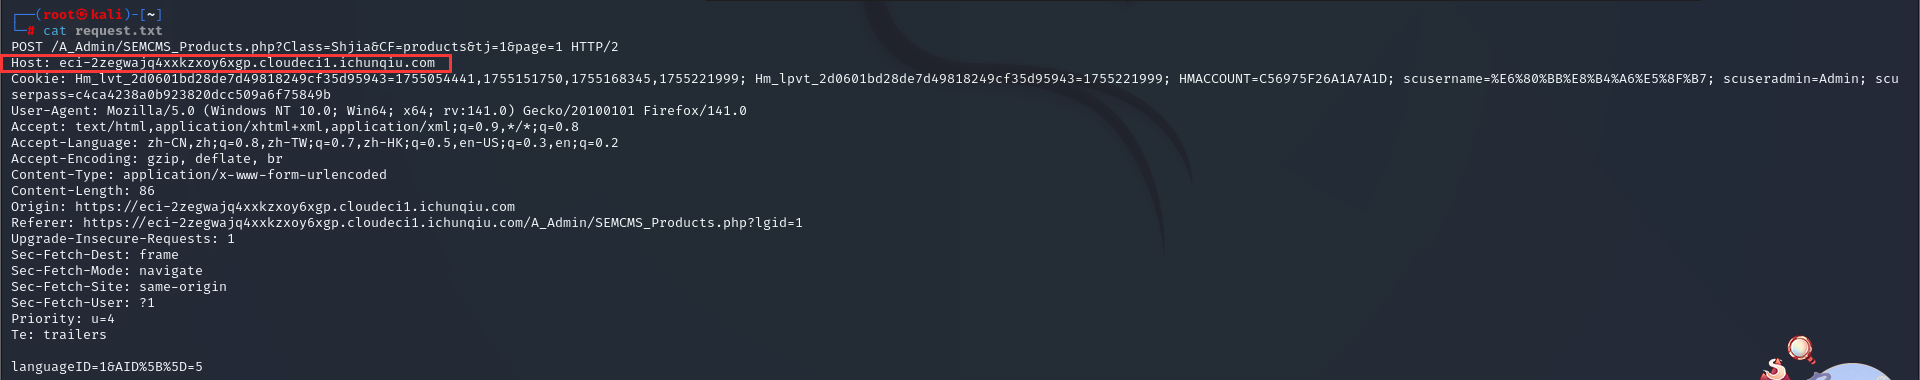 ┌──(root㉿kali)-[~]
└─# cat request.txt
POST /A_Admin/SEMCMS_Products.php?Class=Shjia&CF=products&tj=1&page=1 HTTP/2
Host: eci-2zegwajq4xxkzxoy6xgp.cloudeci1.ichunqiu.com
Cookie: Hm_lvt_2d0601bd28de7d49818249cf35d95943=1755054441,1755151750,1755168345,1755221999; Hm_lpvt_2d0601bd28de7d49818249cf35d95943=1755221999; HMACCOUNT=C56975F26A1A7A1D; scusername=%E6%80%BB%E8%B4%A6%E5%8F%B7; scuseradmin=Admin; scu
serpass=c4ca4238a0b923820dcc509a6f75849b
User-Agent: Mozilla/5.0 (Windows NT 10.0; Win64; x64; rv:141.0) Gecko/20100101 Firefox/141.0
Accept: text/html,application/xhtml+xml,application/xml;q=0.9,*/*;q=0.8
Accept-Language: zh-CN,zh;q=0.8,zh-TW;q=0.7,zh-HK;q=0.5,en-US;q=0.3,en;q=0.2
Accept-Encoding: gzip, deflate, br
Content-Type: application/x-www-form-urlencoded
Content-Length: 86
Origin: https://eci-2zegwajq4xxkzxoy6xgp.cloudeci1.ichunqiu.com
Referer: https://eci-2zegwajq4xxkzxoy6xgp.cloudeci1.ichunqiu.com/A_Admin/SEMCMS_Products.php?lgid=1
Upgrade-Insecure-Requests: 1
Sec-Fetch-Dest: frame
Sec-Fetch-Mode: navigate
Sec-Fetch-Site: same-origin
Sec-Fetch-User: ?1
Priority: u=4
Te: trailers
languageID=1&AID%5B%5D=5